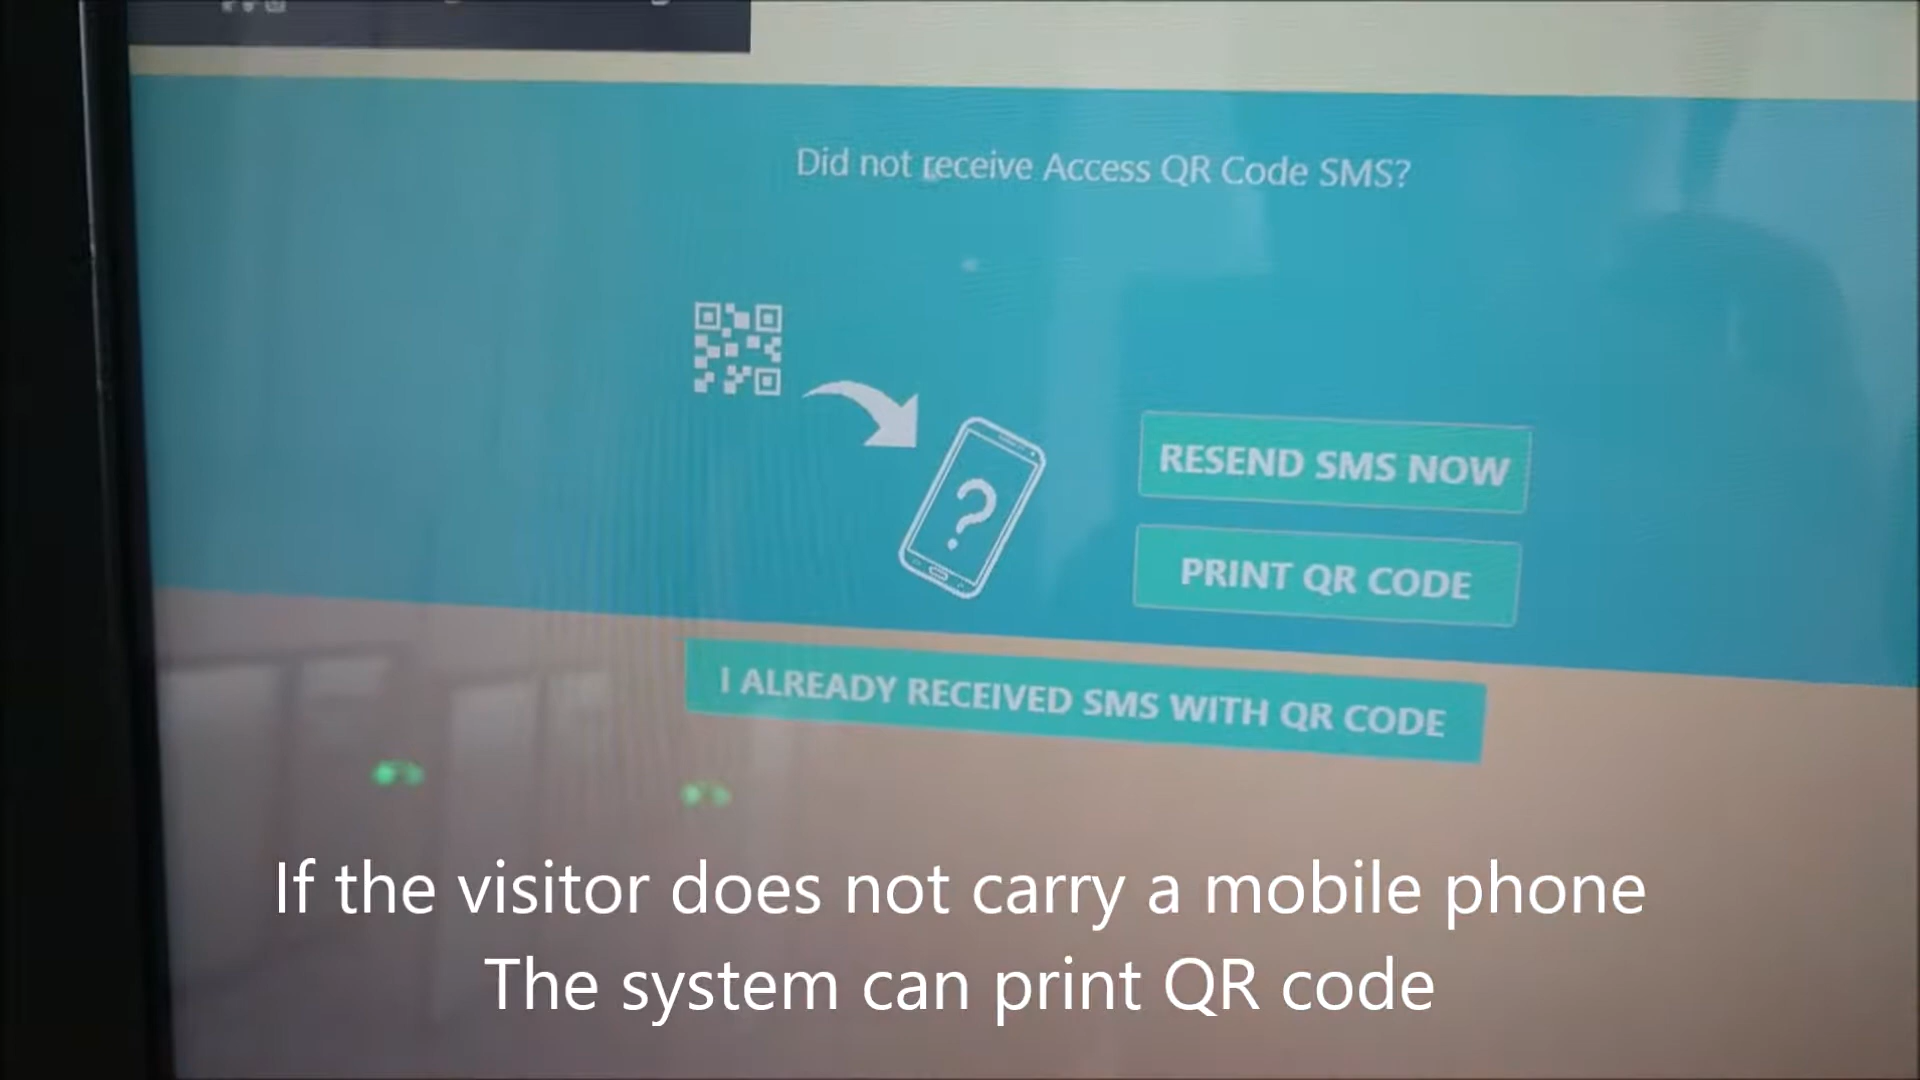 Did not receive Access QR Code SMS?
?
RESEND SMS NOW
PRINT QR CODE
I ALREADY RECEIVED SMS WITH QR CODE
If the visitor does not carry a mobile phone
The system can print QR code